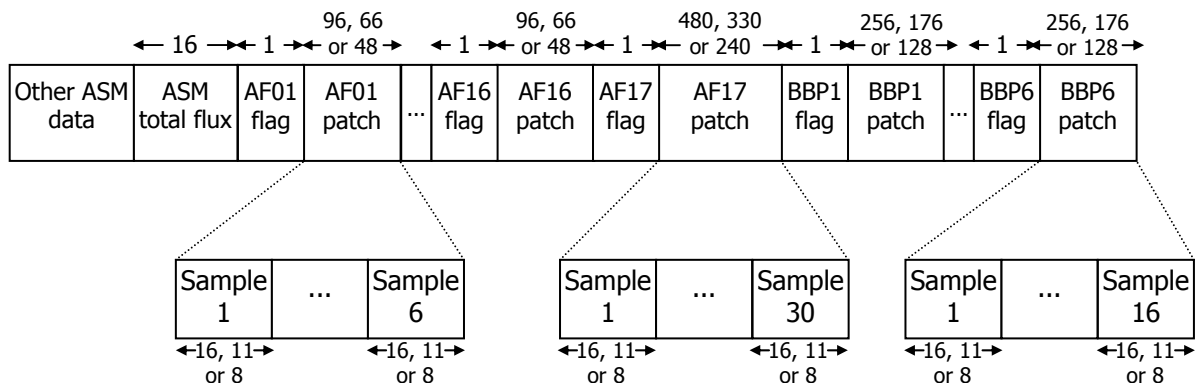 96, 66 480, 330 256, 176 256, 176
16 1 or 48 1 96, 66 or 48 1 or 240 1 or 128 1 or 128
Other ASM data
ASM total flux
AF01 flag
AF01 patch
...
AF16 flag
AF16 patch
AF17 flag
AF17 patch
BBP1 flag
BBP1 patch
...
BBP6 flag
BBP6 patch
Sample 1
...
Sample 6
Sample 1
...
Sample 30
Sample 1
...
Sample 16
16, 11 or 8
16, 11 or 8
16, 11 or 8
16, 11 or 8
16, 11 or 8
16, 11 or 8